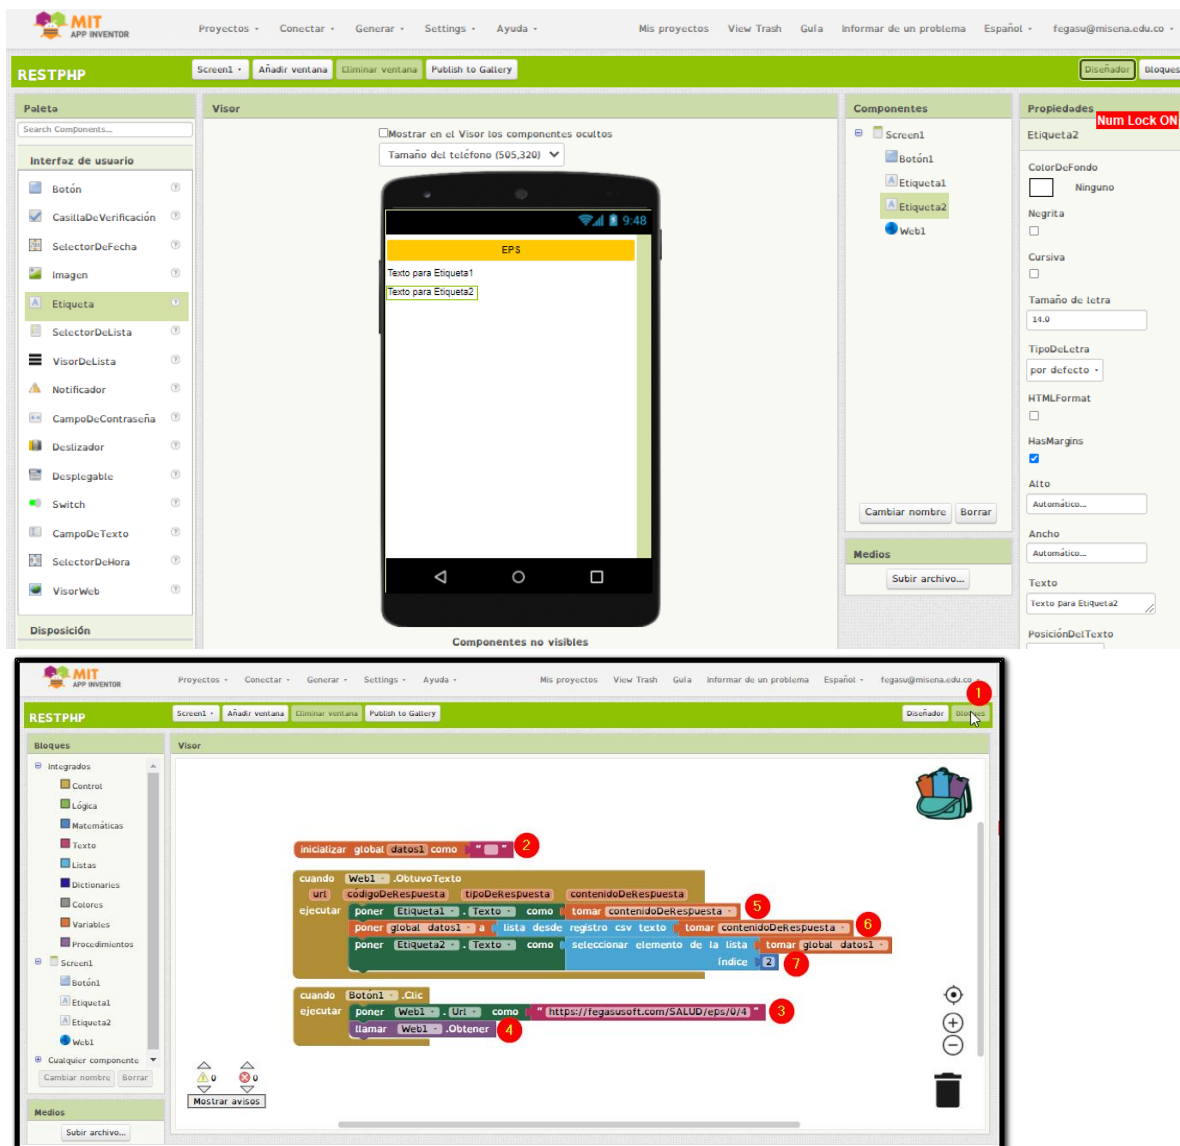 MIT
APP INVENTOR
Proyectos Conectar Generar Settings Ayuda Mis proyectos View Trash Guía Informar de un problema Español fegasu@misena.edu.co
RESTPHP Screen1 Añadir ventana Eliminar ventana Publish to Gallery Diseñador Bloques
Paleta Visor Componentes Propiedades
Num Lock ON
Search Components...
Mostrar en el Visor los componentes ocultos
Screen1
Etiqueta2
Interfaz de usuario
Tamaño del teléfono (505,320)
Botón1
ColorDeFondo
Ninguno
Botón
Etiqueta1
CasillaDeVerificación
9:48
Etiqueta2
Negrita
SelectorDeFecha
EPS
Web1
Cursiva
Imagen
Texto para Etiqueta1
Etiqueta
Texto para Etiqueta2
Tamaño de letra
14.0
SelectorDeLista
TipoDeLetra
VisorDeLista
por defecto
Notificador
HTMLFormat
CampoDeContraseña
HasMargins
Deslizador
Desplegable
Alto
Switch
Cambiar nombre Borrar
Automático...
CampoDeTexto
Ancho
SelectorDeHora
Medios
Automático...
VisorWeb
Subir archivo...
Texto
Texto para Etiqueta2
Disposición
Componentes no visibles
PosiciónDelTexto
MIT
APP INVENTOR
Proyectos Conectar Generar Settings Ayuda Mis proyectos View Trash Guía Informar de un problema Español fegasu@misena.edu.co
1
RESTPHP Screen1 Añadir ventana Eliminar ventana Publish to Gallery Diseñador Bloques
Bloques Visor
Integrados
Control
Lógica
Matemáticas
Texto
Listas
Dictionaries
Colores
Variables
Procedimientos
Screen1
Botón1
Etiqueta1
Etiqueta2
Web1
Cualquier componente
Cambiar nombre Borrar
Medios
Subir archivo...
inicializar global datos1 como " " 2
cuando Web1 .ObtuvoTexto
url códigoDeRespuesta tipoDeRespuesta contenidoDeRespuesta
ejecutar poner Etiqueta1 . Texto como tomar contenidoDeRespuesta 5
poner global datos1 a lista desde registro csv texto tomar contenidoDeRespuesta 6
poner Etiqueta2 . Texto como seleccionar elemento de la lista tomar global datos1
índice 2 7
cuando Botón1 .Clic
ejecutar poner Web1 . Url como "https://fegasusoft.com/SALUD/eps/0/4" 3
llamar Web1 .Obtener 4
0 0
Mostrar avisos